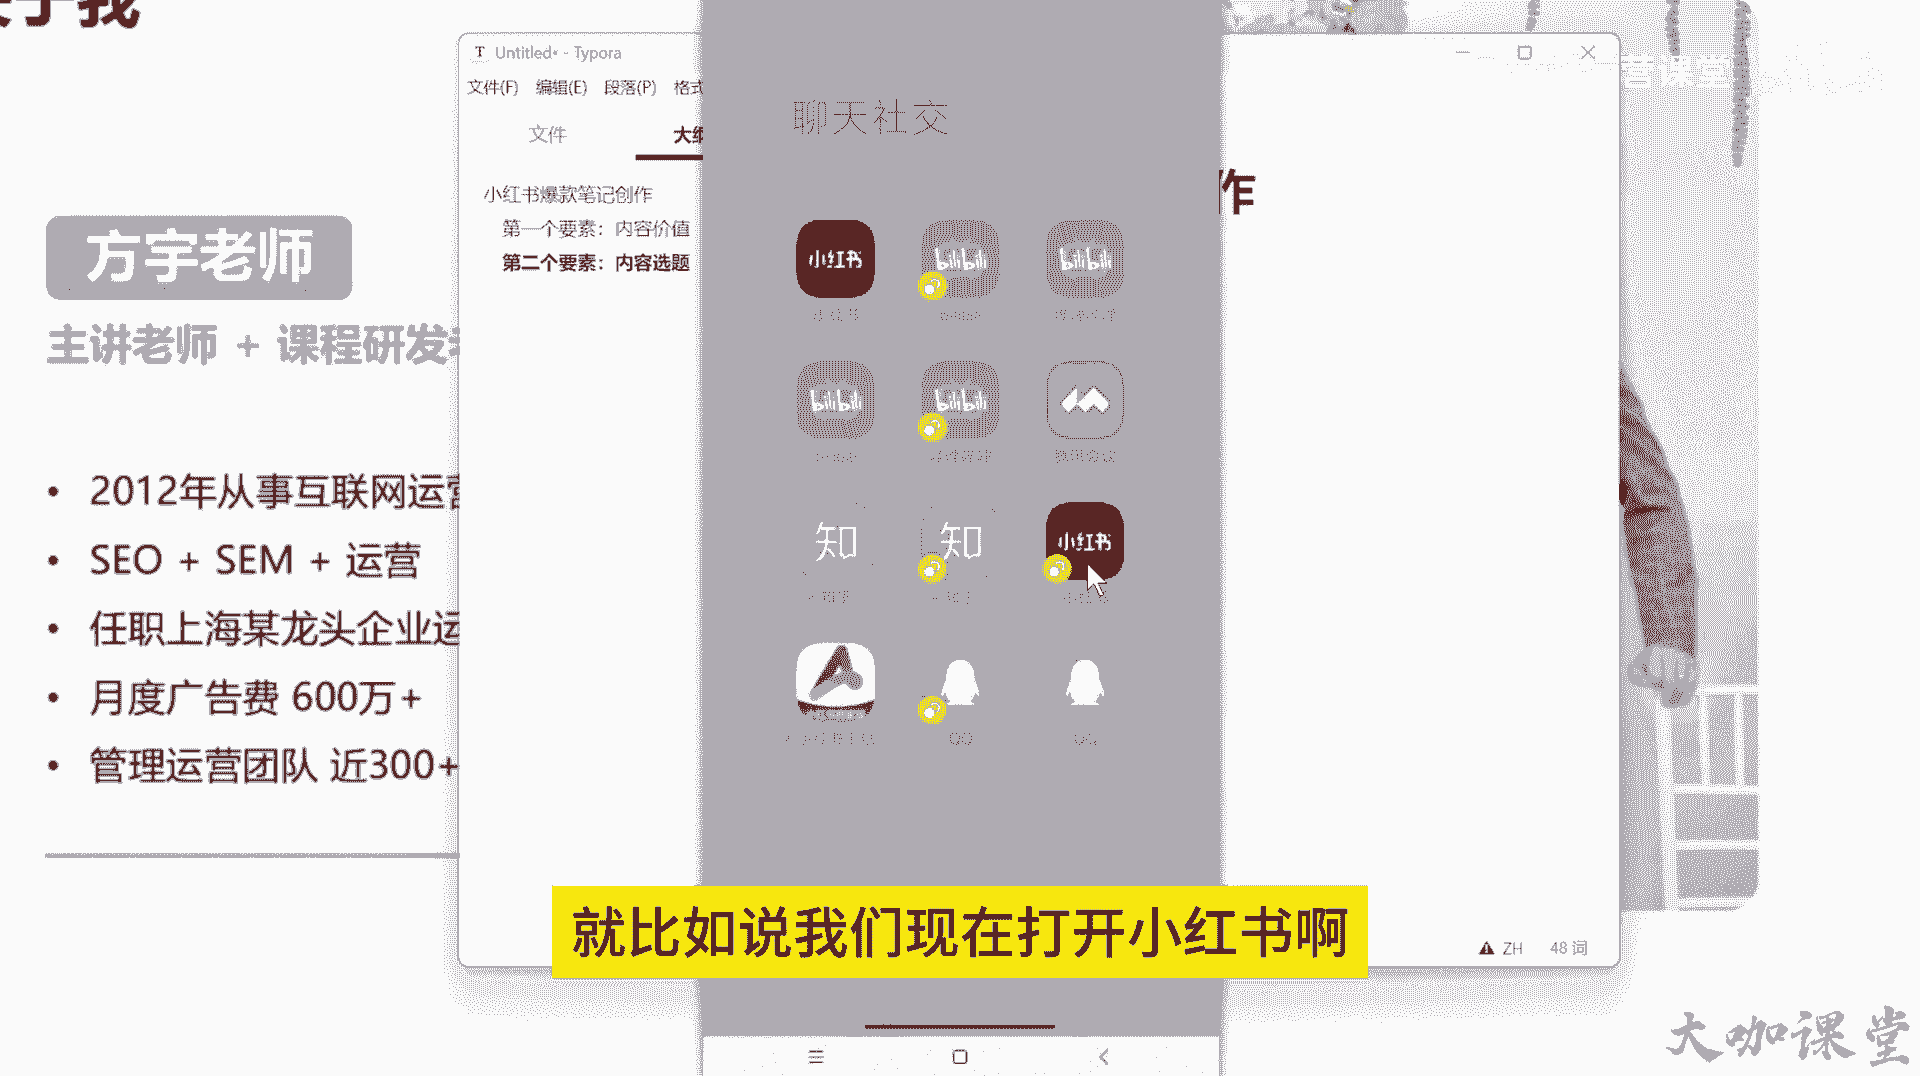 方宇老师
主讲老师 + 课程研发
2012年从事互联网运营
SEO + SEM + 运营
任职上海某龙头企业运
月度广告费 600万+
管理运营团队 近300+
Untitled• - Typora
文件(F) 编辑(E) 段落(P) 格式
文件
大纲
小红书爆款笔记创作
第一个要素：内容价值
第二个要素：内容选题
作
聊天社交
小红书
bilibili
bilibili
bilibili
bilibili
知
知
小红书
QQ
QQ
就比如说我们现在打开小红书啊
ZH 48 词
营课堂
大咖课堂